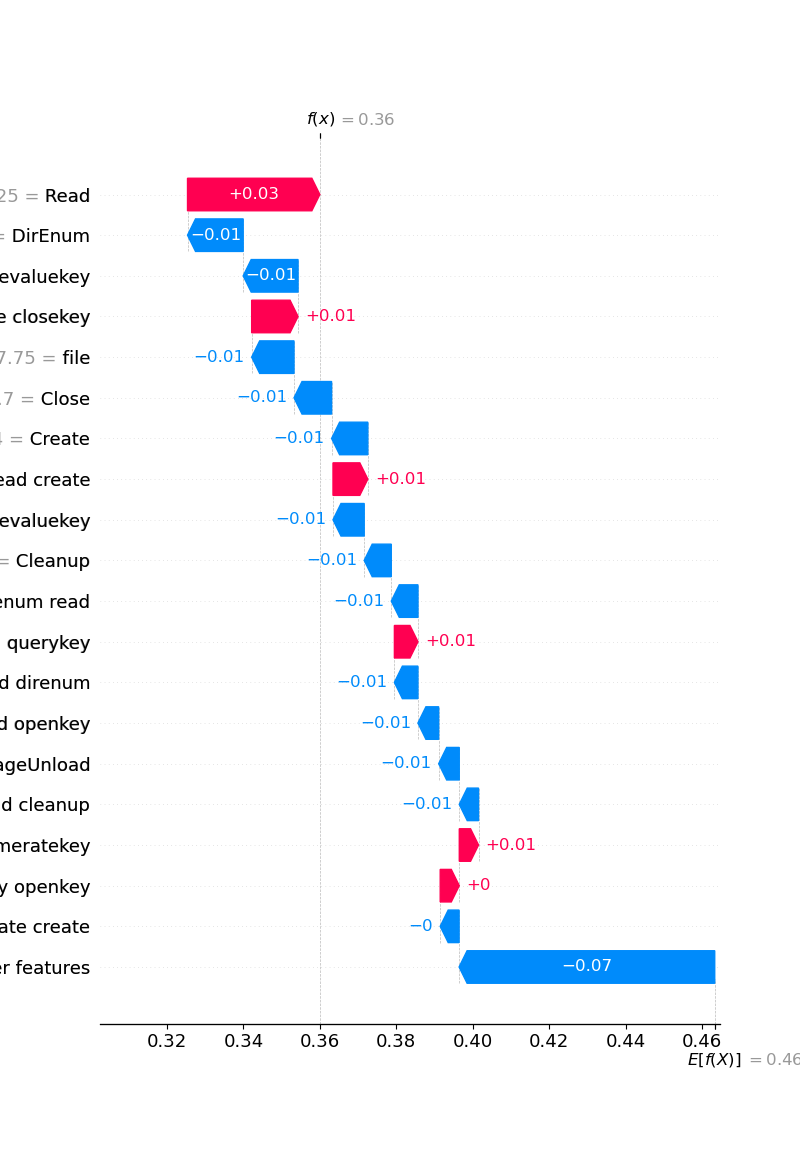 f(x) = 0.36
25 = Read
+0.03
= DirEnum
−0.01
evaluekey
−0.01
e closekey
+0.01
7.75 = file
−0.01
.7 = Close
−0.01
= Create
−0.01
ead create
+0.01
evaluekey
−0.01
= Cleanup
−0.01
enum read
−0.01
querykey
+0.01
d direnum
−0.01
d openkey
−0.01
ageUnload
−0.01
d cleanup
−0.01
meratekey
+0.01
y openkey
+0
ate create
−0
er features
−0.07
0.32 0.34 0.36 0.38 0.40 0.42 0.44 0.46
E[f(X)] = 0.46